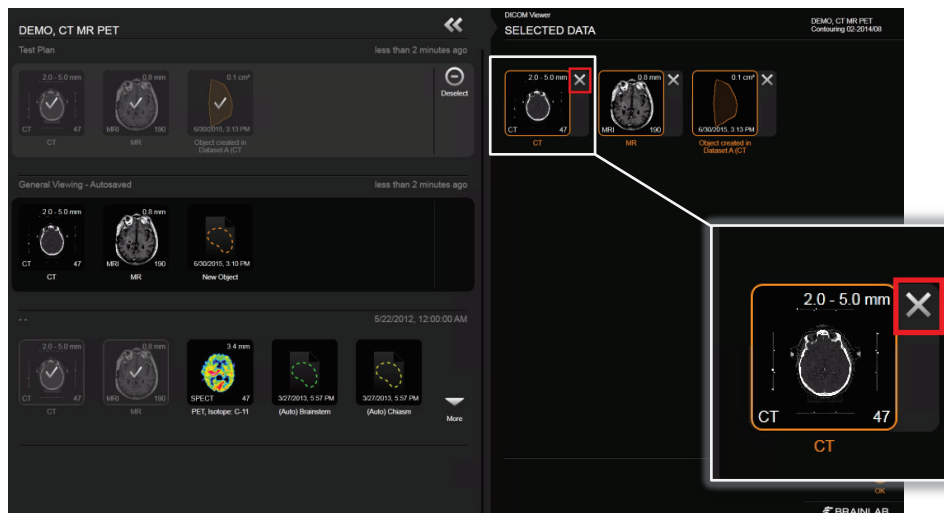 DEMO, CT MR PET
Test Plan
less than 2 minutes ago
2.0 - 5.0 mm
CT
47
CT
0.8 mm
MRI
190
MR
0.1 cm³
6/30/2015, 3:13 PM
Object created in
Dataset A (CT
Deselect
General Viewing - Autosaved
less than 2 minutes ago
2.0 - 5.0 mm
CT
47
CT
0.8 mm
MRI
190
MR
6/30/2015, 3:10 PM
New Object
- -
5/22/2012, 12:00:00 AM
2.0 - 5.0 mm
CT
47
CT
0.8 mm
MRI
190
MR
3.4 mm
SPECT
47
PET, Isotope: C-11
3/27/2013, 5:57 PM
(Auto) Brainstem
3/27/2013, 5:57 PM
(Auto) Chiasm
More
DICOM Viewer
SELECTED DATA
DEMO, CT MR PET
Contouring 02-2014/08
2.0 - 5.0 mm
CT
47
CT
0.8 mm
MRI
190
MR
0.1 cm³
6/30/2015, 3:13 PM
Object created in
Dataset A (CT
2.0 - 5.0 mm
CT
47
CT
OK
BRAINLAB